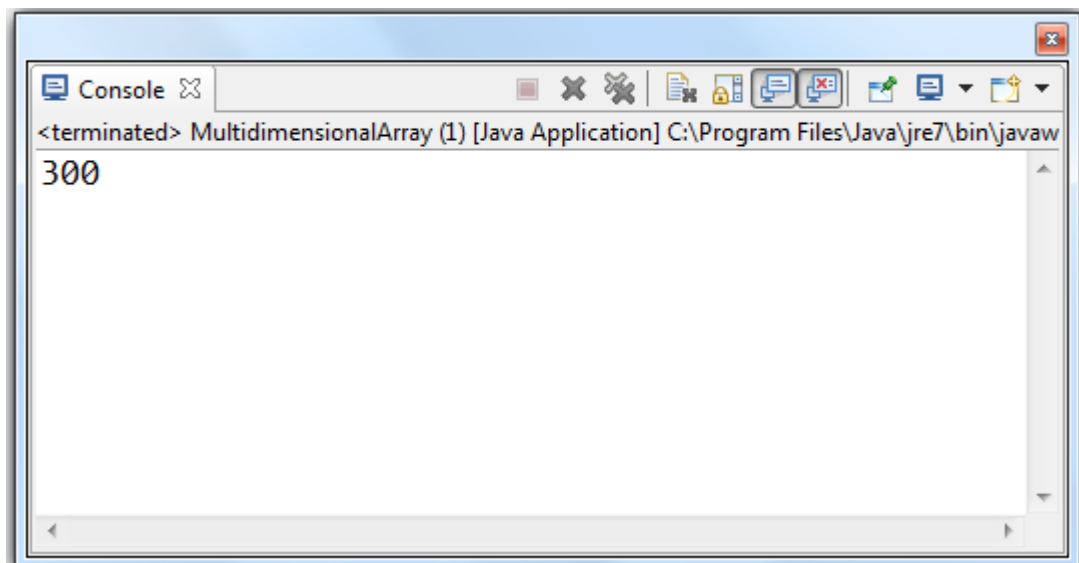 Console
<terminated> MultidimensionalArray (1) [Java Application] C:\Program Files\Java\jre7\bin\javaw
300